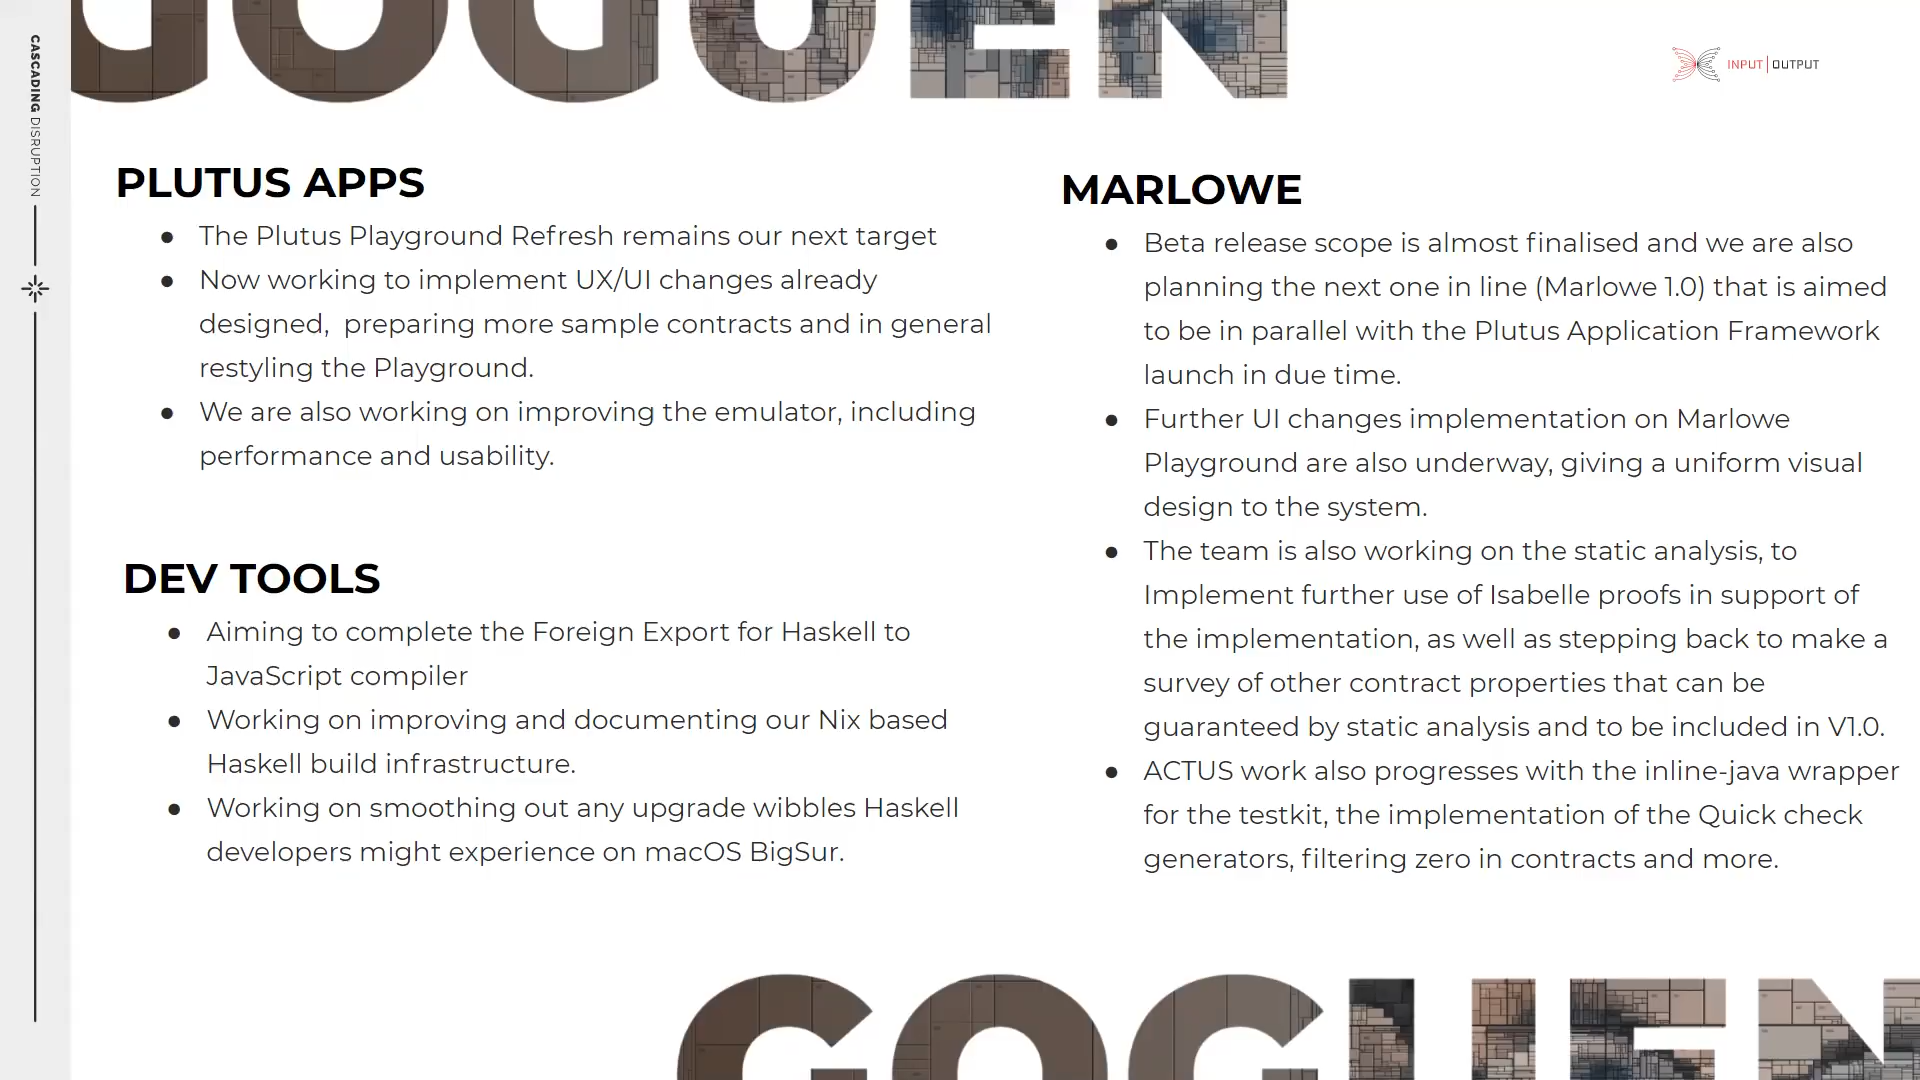 GOGUEN
CASCADING DISRUPTION
INPUT | OUTPUT
PLUTUS APPS
● The Plutus Playground Refresh remains our next target
● Now working to implement UX/UI changes already
designed,  preparing more sample contracts and in general
restyling the Playground.
● We are also working on improving the emulator, including
performance and usability.
DEV TOOLS
● Aiming to complete the Foreign Export for Haskell to
JavaScript compiler
● Working on improving and documenting our Nix based
Haskell build infrastructure.
● Working on smoothing out any upgrade wibbles Haskell
developers might experience on macOS BigSur.
MARLOWE
● Beta release scope is almost finalised and we are also
planning the next one in line (Marlowe 1.0) that is aimed
to be in parallel with the Plutus Application Framework
launch in due time.
● Further UI changes implementation on Marlowe
Playground are also underway, giving a uniform visual
design to the system.
● The team is also working on the static analysis, to
Implement further use of Isabelle proofs in support of
the implementation, as well as stepping back to make a
survey of other contract properties that can be
guaranteed by static analysis and to be included in V1.0.
● ACTUS work also progresses with the inline-java wrapper
for the testkit, the implementation of the Quick check
generators, filtering zero in contracts and more.
GOGUEN